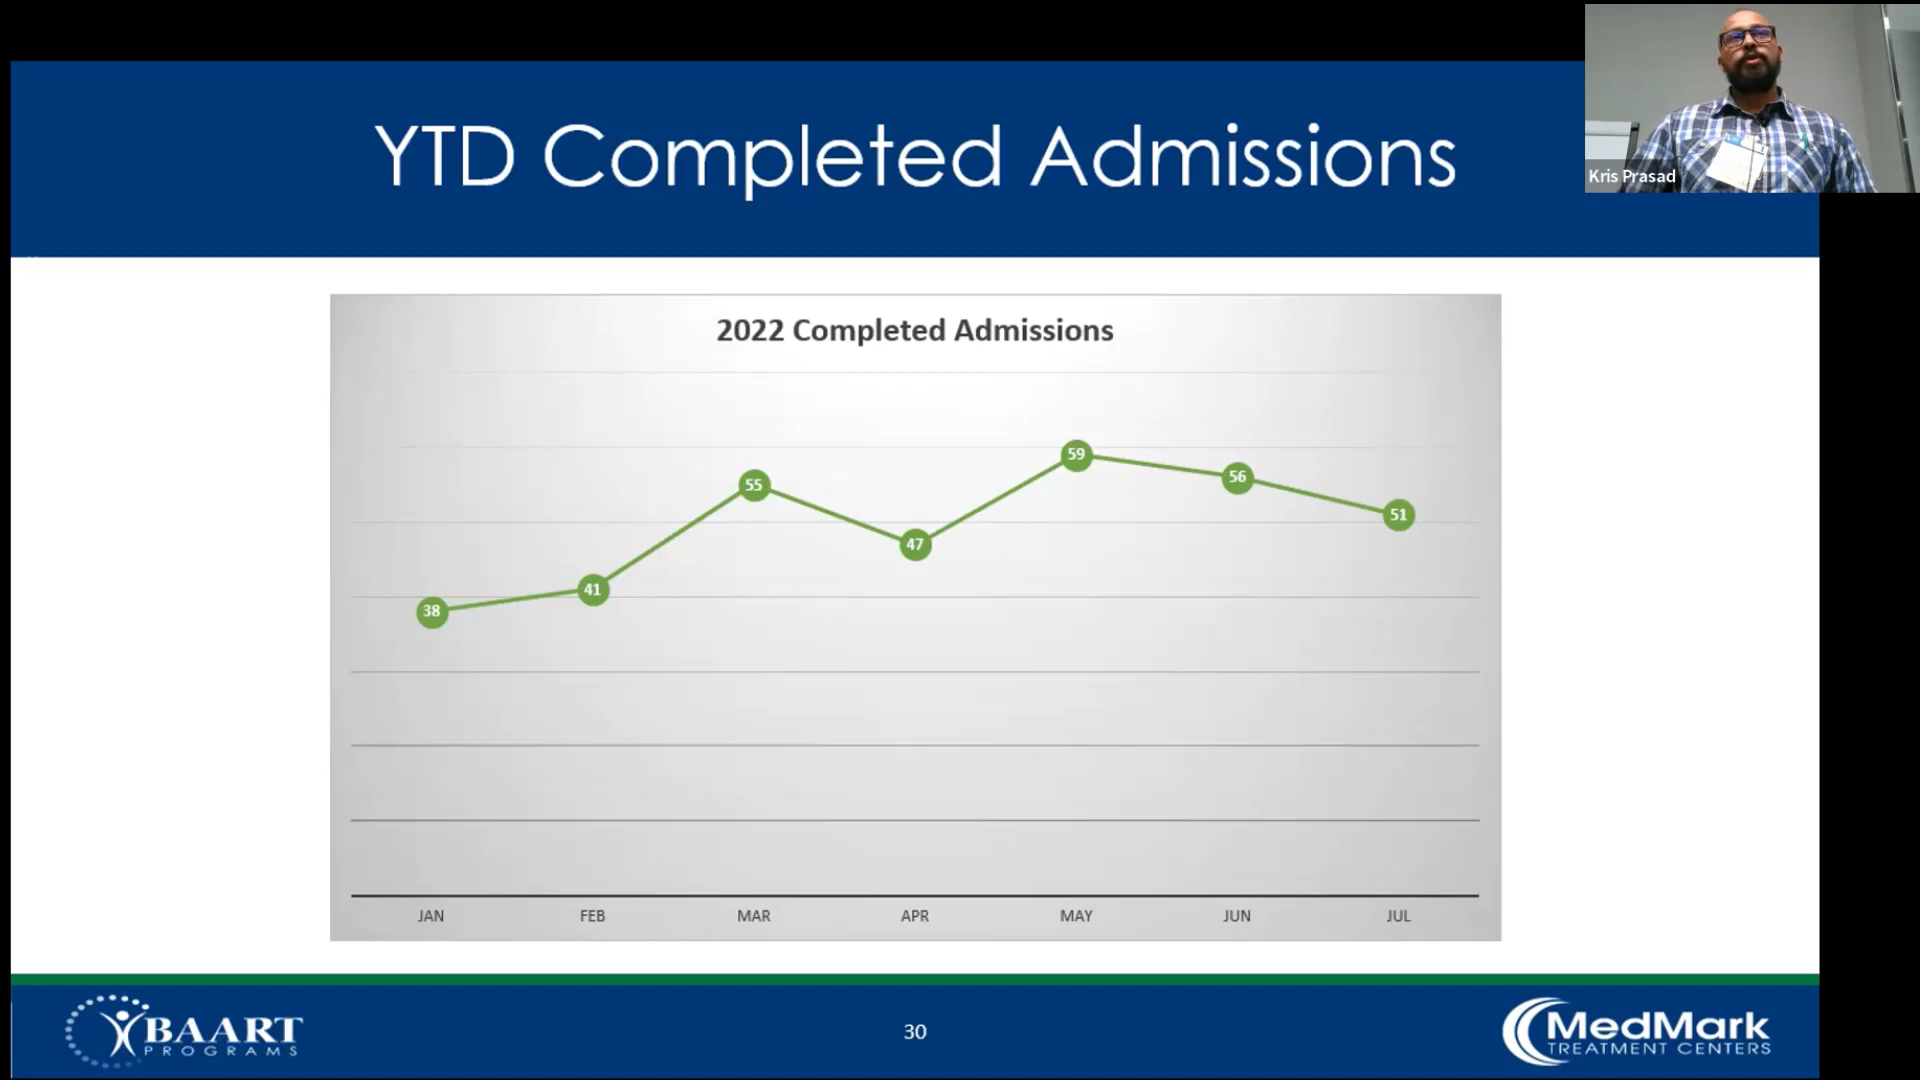 YTD Completed Admissions
Kris Prasad
2022 Completed Admissions
38
41
55
47
59
56
51
JAN FEB MAR APR MAY JUN JUL
BAART
PROGRAMS
30
MedMark
TREATMENT CENTERS